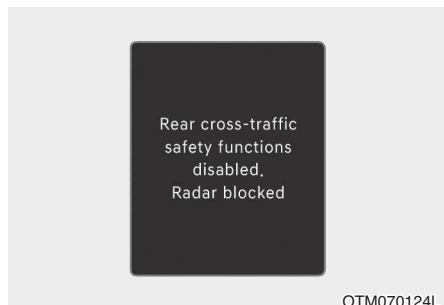 Rear cross-traffic
safety functions
disabled.
Radar blocked
OTM070124L